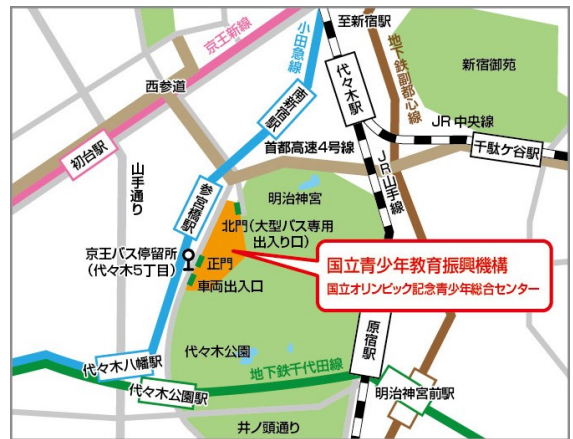 至新宿駅
京王新線
小田急線
地下鉄副都心線
新宿御苑
西参道
代々木駅
南新宿駅
JR中央線
千駄ケ谷駅
初台駅
首都高速4号線
山手通り
JR山手線
参宮橋駅
明治神宮
北門(大型バス専用
出入り口)
京王バス停留所
(代々木5丁目)
正門
車両出入口
国立青少年教育振興機構
国立オリンピック記念青少年総合センター
原宿駅
代々木公園
代々木八幡駅
地下鉄千代田線
代々木公園駅
明治神宮前駅
井ノ頭通り